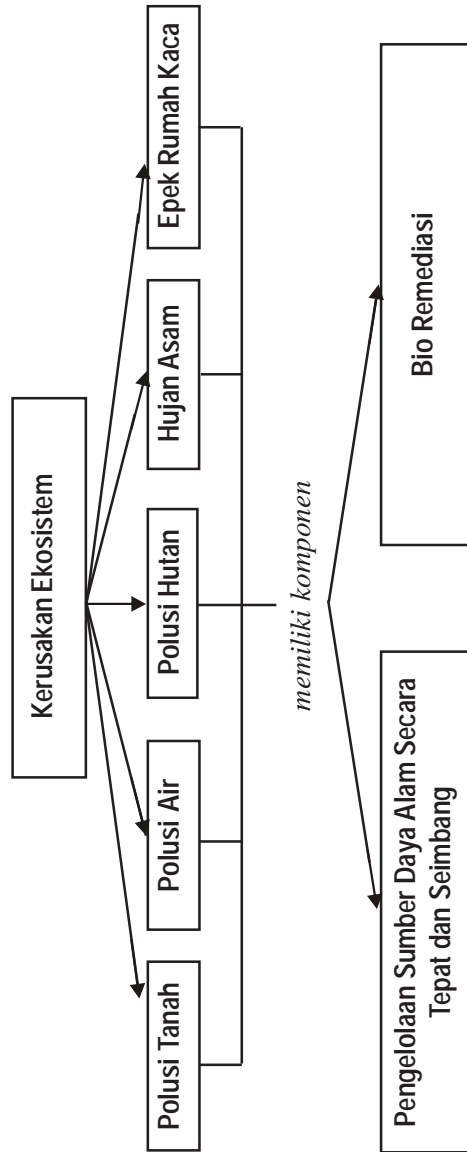 Kerusakan Ekosistem
Polusi Tanah
Polusi Air
Polusi Hutan
Hujan Asam
Epek Rumah Kaca
memiliki komponen
Pengelolaan Sumber Daya Alam Secara
Tepat dan Seimbang
Bio Remediasi